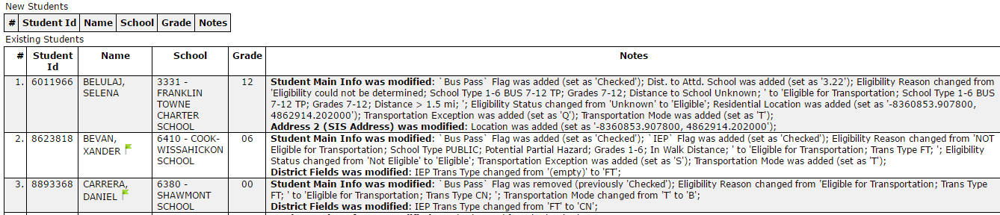 New Students
# Student Id Name School Grade Notes
Existing Students
# Student Id Name School Grade Notes
1. 6011966 BELULAJ, SELENA 3331 - FRANKLIN TOWNE CHARTER SCHOOL 12 Student Main Info was modified: `Bus Pass` Flag was added (set as 'Checked'); Dist. to Attd. School was added (set as '3.22'); Eligibility Reason changed from
'Eligibility could not be determined; School Type 1-6 BUS 7-12 TP; Grades 7-12; Distance to School Unknown; ' to 'Eligible for Transportation; School Type 1-6 BUS
7-12 TP; Grades 7-12; Distance > 1.5 mi; '; Eligibility Status changed from 'Unknown' to 'Eligible'; Residential Location was added (set as '-8360853.907800,
4862914.202000'); Transportation Exception was added (set as 'Q'); Transportation Mode was added (set as 'T');
Address 2 (SIS Address) was modified: Location was added (set as '-8360853.907800, 4862914.202000');
2. 8623818 BEVAN, XANDER 6410 - COOK-WISSAHICKON SCHOOL 06 Student Main Info was modified: `Bus Pass` Flag was added (set as 'Checked'); `IEP` Flag was added (set as 'Checked'); Eligibility Reason changed from 'NOT
Eligible for Transportation; School Type PUBLIC; Potential Partial Hazard; Grades 1-6; In Walk Distance; ' to 'Eligible for Transportation; Trans Type FT; '; Eligibility
Status changed from 'Not Eligible' to 'Eligible'; Transportation Exception was added (set as 'S'); Transportation Mode was added (set as 'T');
District Fields was modified: IEP Trans Type changed from '(empty)' to 'FT';
3. 8893368 CARRERA, DANIEL 6380 - SHAWMONT SCHOOL 00 Student Main Info was modified: `Bus Pass` Flag was removed (previously 'Checked'); Eligibility Reason changed from 'Eligible for Transportation; Trans Type
FT; ' to 'Eligible for Transportation; Trans Type CN; '; Transportation Mode changed from 'T' to 'B';
District Fields was modified: IEP Trans Type changed from 'FT' to 'CN';